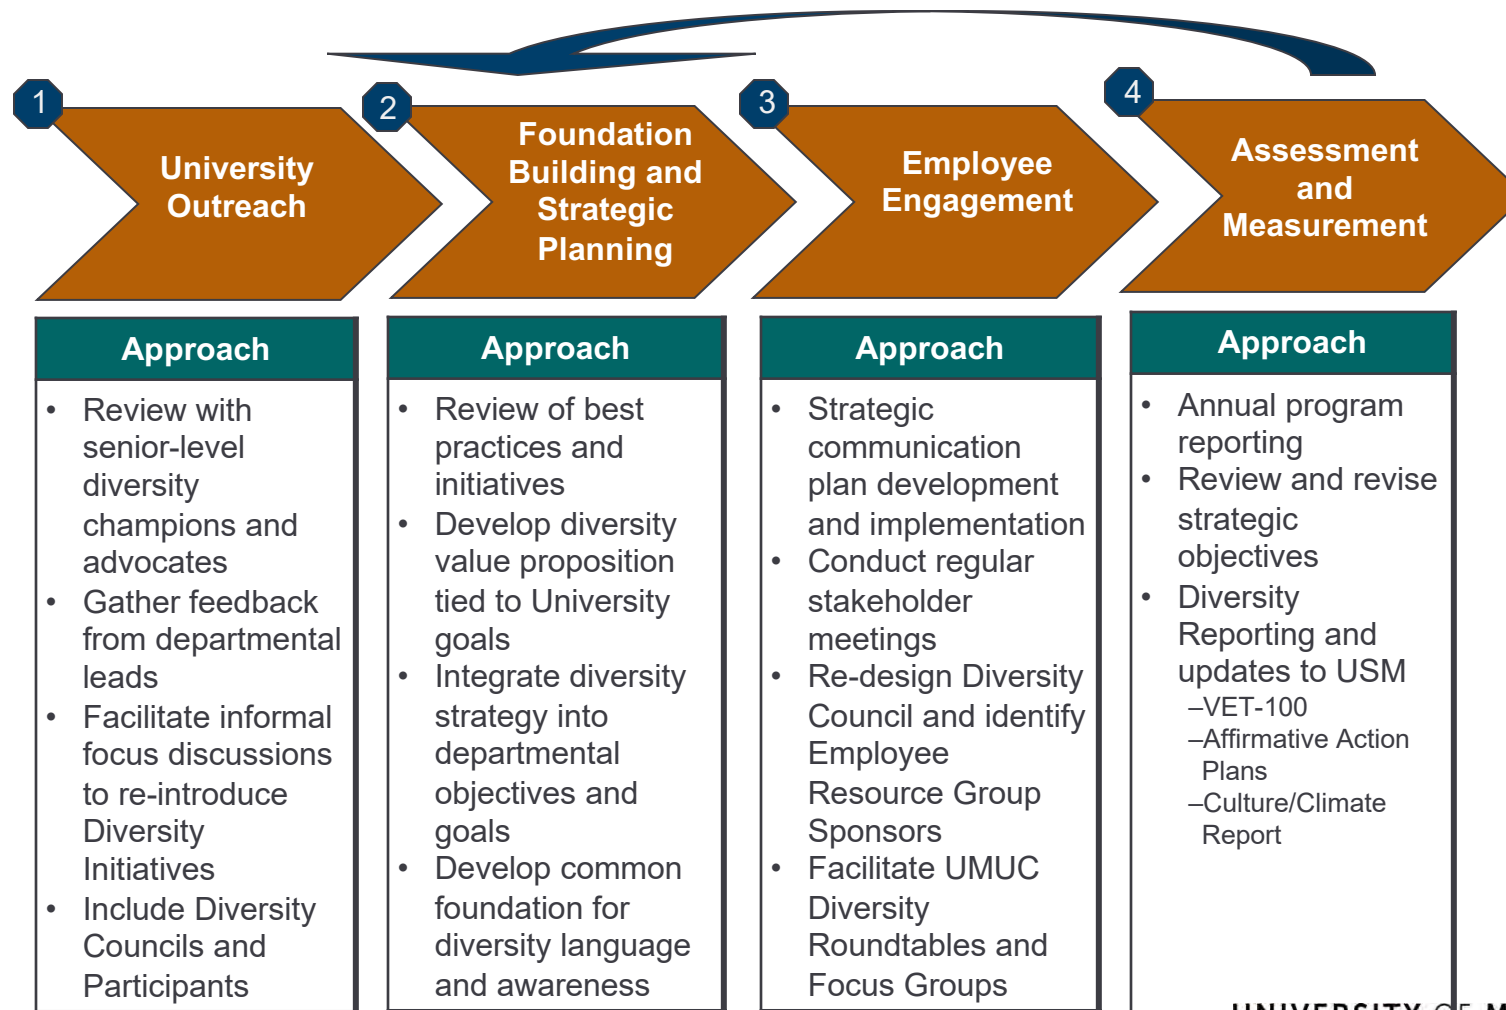 1
University
Outreach
2
Foundation
Building and
Strategic
Planning
3
Employee
Engagement
4
Assessment
and
Measurement
Approach
• Review with
senior-level
diversity
champions and
advocates
• Gather feedback
from departmental
leads
• Facilitate informal
focus discussions
to re-introduce
Diversity
Initiatives
• Include Diversity
Councils and
Participants
Approach
• Review of best
practices and
initiatives
• Develop diversity
value proposition
tied to University
goals
• Integrate diversity
strategy into
departmental
objectives and
goals
• Develop common
foundation for
diversity language
and awareness
Approach
• Strategic
communication
plan development
and implementation
• Conduct regular
stakeholder
meetings
• Re-design Diversity
Council and identify
Employee
Resource Group
Sponsors
• Facilitate UMUC
Diversity
Roundtables and
Focus Groups
Approach
• Annual program
reporting
• Review and revise
strategic
objectives
• Diversity
Reporting and
updates to USM
–VET-100
–Affirmative Action
Plans
–Culture/Climate
Report
UNIVERSITY OF M